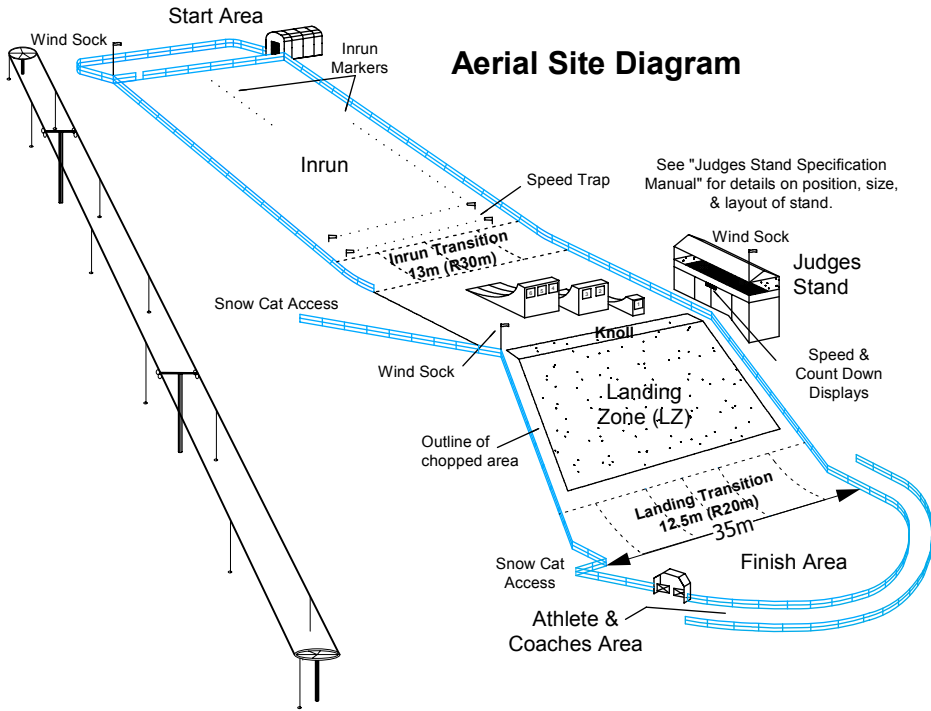 Start Area
Wind Sock
Inrun
Markers
Aerial Site Diagram
Inrun
Speed Trap
See "Judges Stand Specification
Manual" for details on position, size,
& layout of stand.
Inrun Transition
13m (R30m)
Wind Sock
Judges
Stand
Snow Cat Access
Knoll
Wind Sock
Speed &
Count Down
Displays
Landing
Zone (LZ)
Outline of
chopped area
Landing Transition
12.5m (R20m)
35m
Snow Cat
Access
Finish Area
Athlete &
Coaches Area